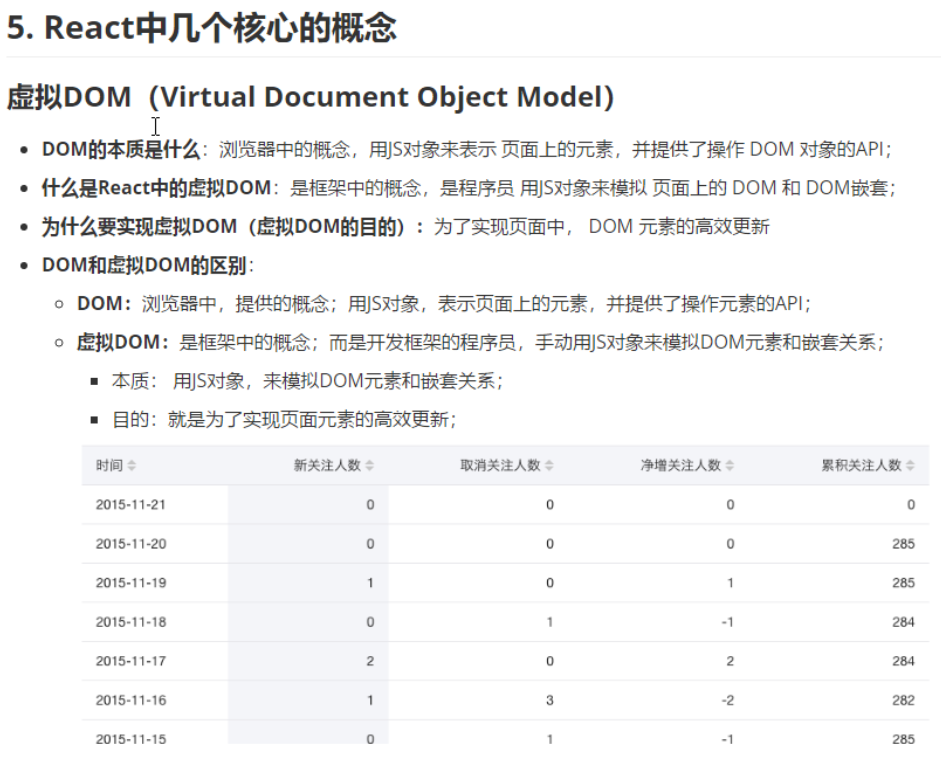 5. React中几个核心的概念
虚拟DOM（Virtual Document Object Model）
DOM的本质是什么：浏览器中的概念，用JS对象来表示 页面上的元素，并提供了操作 DOM 对象的API；
什么是React中的虚拟DOM：是框架中的概念，是程序员 用JS对象来模拟 页面上的 DOM 和 DOM嵌套；
为什么要实现虚拟DOM（虚拟DOM的目的）：为了实现页面中， DOM 元素的高效更新
DOM和虚拟DOM的区别：
DOM：浏览器中，提供的概念；用JS对象，表示页面上的元素，并提供了操作元素的API；
虚拟DOM：是框架中的概念；而是开发框架的程序员，手动用JS对象来模拟DOM元素和嵌套关系；
本质： 用JS对象，来模拟DOM元素和嵌套关系；
目的：就是为了实现页面元素的高效更新；
时间 新关注人数 取消关注人数 净增关注人数 累积关注人数
2015-11-21 0 0 0 0
2015-11-20 0 0 0 285
2015-11-19 1 0 1 285
2015-11-18 0 1 -1 284
2015-11-17 2 0 2 284
2015-11-16 1 3 -2 282
2015-11-15 0 1 -1 285